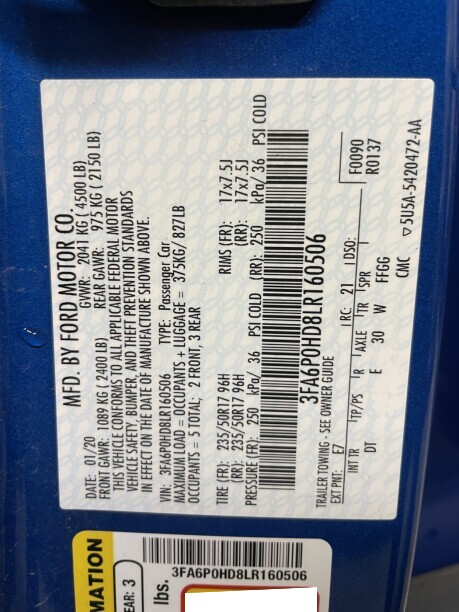 MFD. BY FORD MOTOR CO.
DATE: 01/20 GVWR: 2041 KG ( 4500 LB)
FRONT GAWR: 1089 KG ( 2400 LB) REAR GAWR: 975 KG ( 2150 LB)
THIS VEHICLE CONFORMS TO ALL APPLICABLE FEDERAL MOTOR
VEHICLE SAFETY, BUMPER, AND THEFT PREVENTION STANDARDS
IN EFFECT ON THE DATE OF MANUFACTURE SHOWN ABOVE.
VIN: 3FA6P0HD8LR160506 TYPE: Passenger Car
MAXIMUM LOAD = OCCUPANTS + LUGGAGE = 375KG/ 827LB
OCCUPANTS = 5 TOTAL; 2 FRONT, 3 REAR
TIRE (FR): 235/50R17 96H RIMS (FR): 17x7.5J
(RR): 235/50R17 96H (RR): 17x7.5J
PRESSURE (FR): 250 kPa/ 36 PSI COLD (RR): 250 kPa/ 36 PSI COLD
3FA6P0HD8LR160506
TRAILER TOWING - SEE OWNER GUIDE
F0090
R0137
EXT PNT: E7 RC: 21 DSO:
INT TR TP/PS R AXLE TR SPR
DT E 30 W FFGG
CMC ▽5U5A-5420472-AA
MATION
EAR: 3
lbs.
3FA6P0HD8LR160506